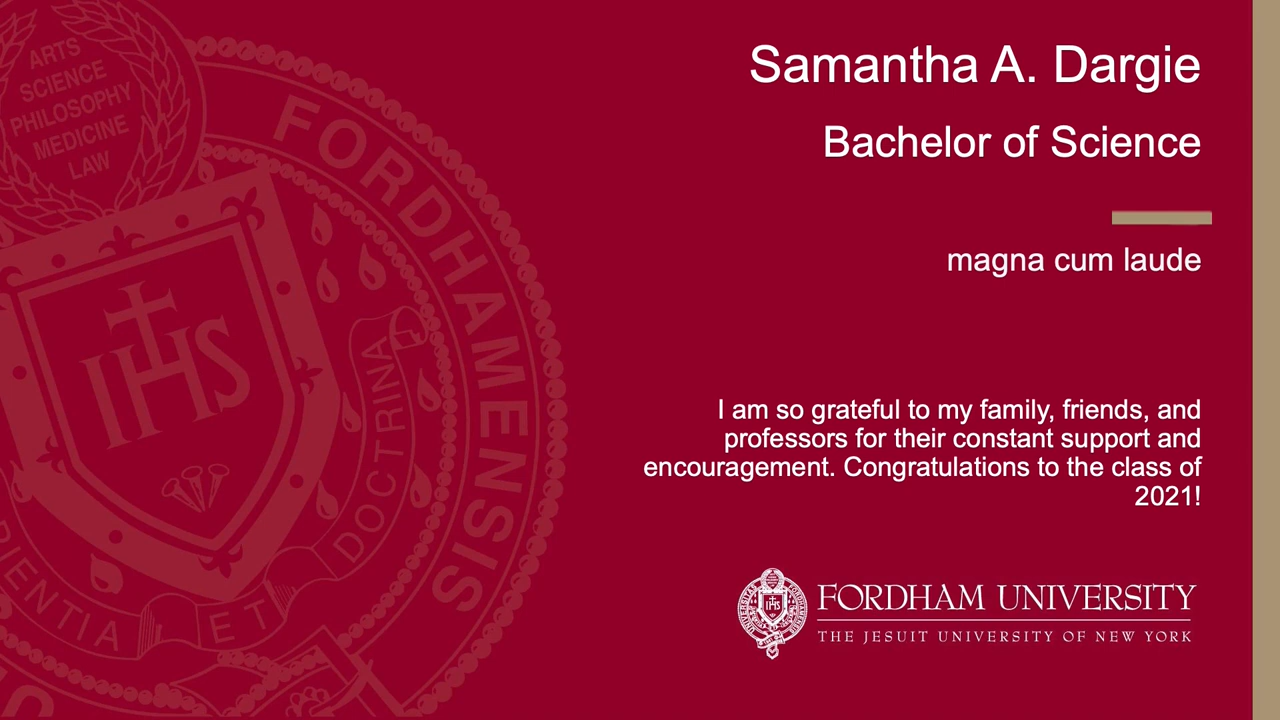 Samantha A. Dargie
Bachelor of Science
magna cum laude
I am so grateful to my family, friends, and
professors for their constant support and
encouragement. Congratulations to the class of
2021!
FORDHAM UNIVERSITY
THE JESUIT UNIVERSITY OF NEW YORK
ARTS
SCIENCE
PHILOSOPHY
MEDICINE
LAW
FORDHAMENSIS
IHS
ET
DOCTRINA
IHS